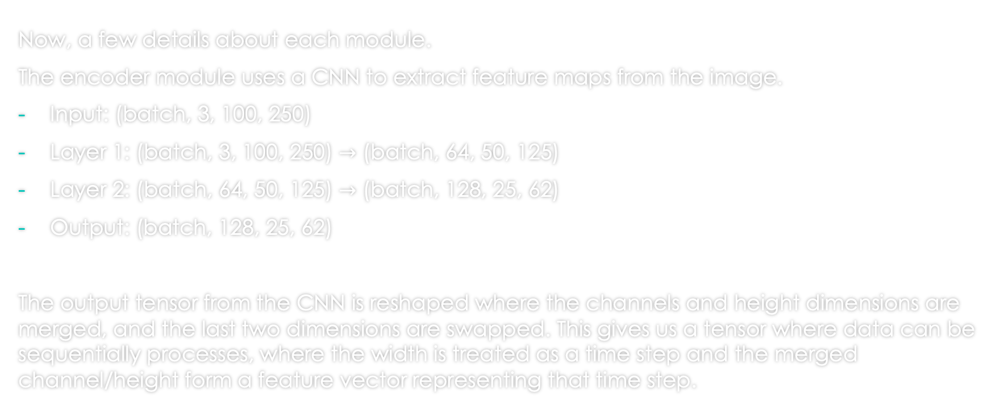 Now, a few details about each module.
The encoder module uses a CNN to extract feature maps from the image.
- Input: (batch, 3, 100, 250)
- Layer 1: (batch, 3, 100, 250) → (batch, 64, 50, 125)
- Layer 2: (batch, 64, 50, 125) → (batch, 128, 25, 62)
- Output: (batch, 128, 25, 62)
The output tensor from the CNN is reshaped where the channels and height dimensions are
merged, and the last two dimensions are swapped. This gives us a tensor where data can be
sequentially processes, where the width is treated as a time step and the merged
channel/height form a feature vector representing that time step.